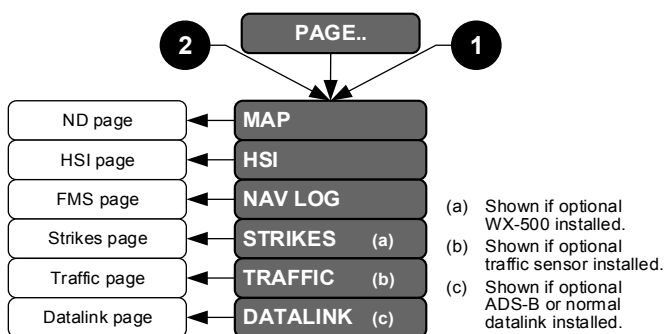 PAGE..
2
1
ND page
MAP
HSI page
HSI
FMS page
NAV LOG
Strikes page
STRIKES (a)
Traffic page
TRAFFIC (b)
Datalink page
DATALINK (c)
(a) Shown if optional
WX-500 installed.
(b) Shown if optional
traffic sensor installed.
(c) Shown if optional
ADS-B or normal
datalink installed.